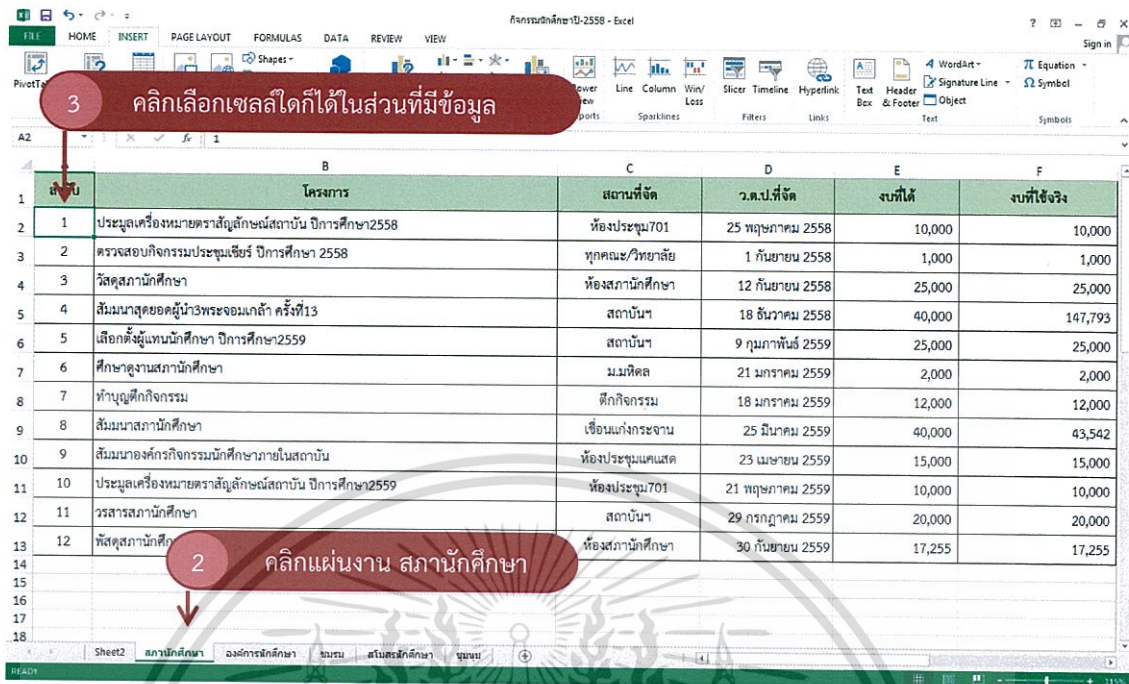 กิจกรรมนักศึกษาปี-2558 - Excel
Sign in
FILE HOME INSERT PAGE LAYOUT FORMULAS DATA REVIEW VIEW
Shapes
WordArt
Equation
Signature Line
Symbol
Object
Line Column Win/Loss Slicer Timeline Hyperlink Text Box Header & Footer
Sparklines Filters Links Text Symbols
3 คลิกเลือกเซลล์ใดก็ได้ในส่วนที่มีข้อมูล
A2 fx 1
B C D E F
1 โครงการ สถานที่จัด ว.ด.ป.ที่จัด งบที่ได้ งบที่ใช้จริง
2 1 ประมูลเครื่องหมายตราสัญลักษณ์สถาบัน ปีการศึกษา2558 ห้องประชุม701 25 พฤษภาคม 2558 10,000 10,000
3 2 ตรวจสอบกิจกรรมประชุมเชียร์ ปีการศึกษา 2558 ทุกคณะ/วิทยาลัย 1 กันยายน 2558 1,000 1,000
4 3 วัสดุสภานักศึกษา ห้องสภานักศึกษา 12 กันยายน 2558 25,000 25,000
5 4 สัมมนาสุดยอดผู้นำ3พระจอมเกล้า ครั้งที่13 สถาบันฯ 18 ธันวาคม 2558 40,000 147,793
6 5 เลือกตั้งผู้แทนนักศึกษา ปีการศึกษา2559 สถาบันฯ 9 กุมภาพันธ์ 2559 25,000 25,000
7 6 ศึกษาดูงานสภานักศึกษา ม.มหิดล 21 มกราคม 2559 2,000 2,000
8 7 ทำบุญตึกกิจกรรม ตึกกิจกรรม 18 มกราคม 2559 12,000 12,000
9 8 สัมมนาสภานักศึกษา เขื่อนแก่งกระจาน 25 มีนาคม 2559 40,000 43,542
10 9 สัมมนาองค์กรกิจกรรมนักศึกษาภายในสถาบัน ห้องประชุมแคแสด 23 เมษายน 2559 15,000 15,000
11 10 ประมูลเครื่องหมายตราสัญลักษณ์สถาบัน ปีการศึกษา2559 ห้องประชุม701 21 พฤษภาคม 2559 10,000 10,000
12 11 วรสารสภานักศึกษา สถาบันฯ 29 กรกฎาคม 2559 20,000 20,000
13 12 ห้องสภานักศึกษา 30 กันยายน 2559 17,255 17,255
14
2 คลิกแผ่นงาน สภานักศึกษา
15
16
17
18
Sheet2 สภานักศึกษา องค์การนักศึกษา ชมรม สโมสรนักศึกษา ชุมนุม
READY 115%